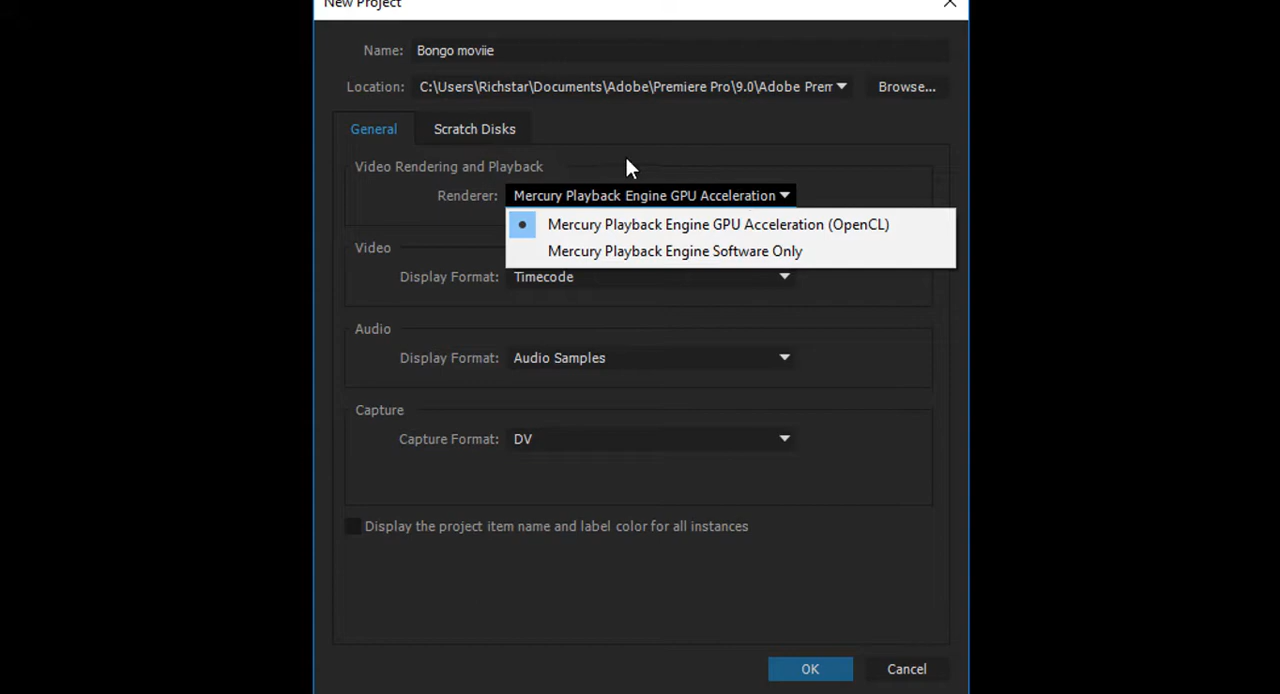 New Project
Name: Bongo moviie
Location: C:\Users\Richstar\Documents\Adobe\Premiere Pro\9.0\Adobe Prem Browse...
General Scratch Disks
Video Rendering and Playback
Renderer: Mercury Playback Engine GPU Acceleration
Mercury Playback Engine GPU Acceleration (OpenCL)
Mercury Playback Engine Software Only
Video
Display Format: Timecode
Audio
Display Format: Audio Samples
Capture
Capture Format: DV
Display the project item name and label color for all instances
OK Cancel